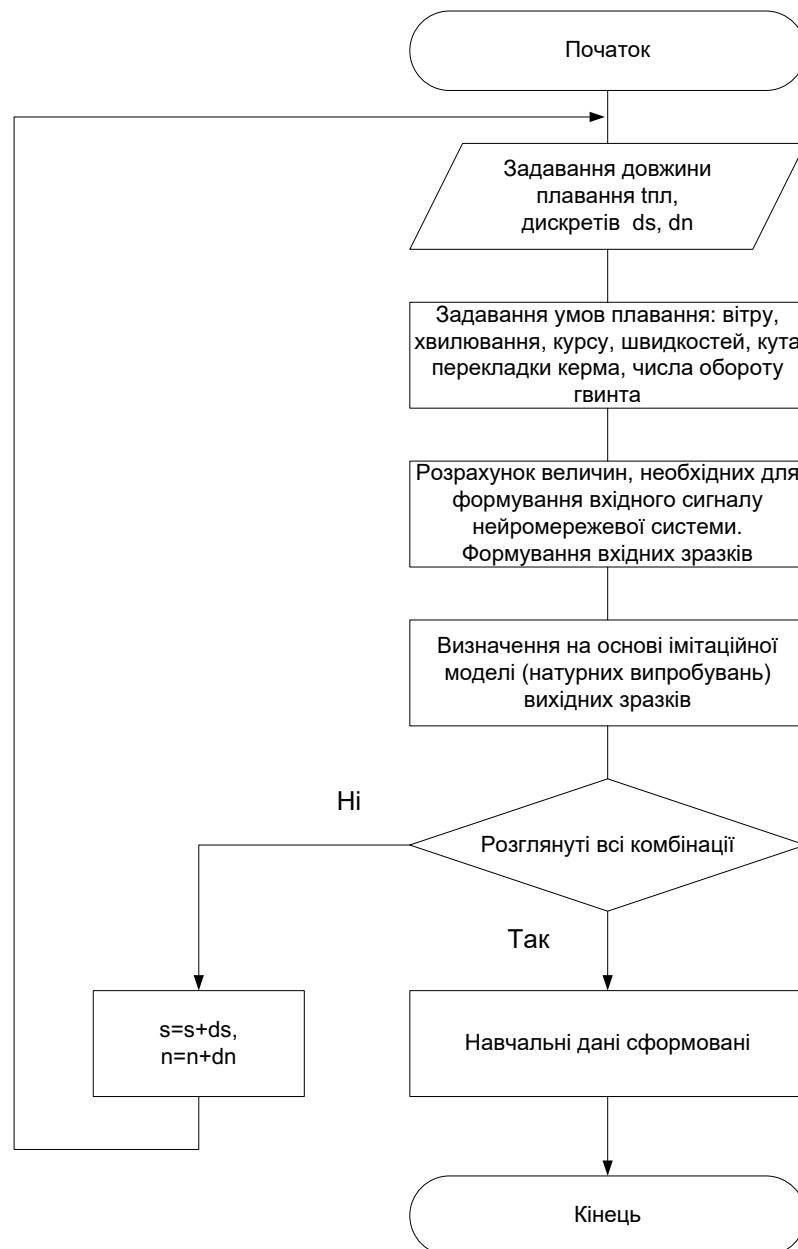 Початок
Задавання довжини
плавання tпл,
дискретів ds, dn
Задавання умов плавання: вітру,
хвилювання, курсу, швидкостей, кута
перекладки керма, числа обороту
гвинта
Розрахунок величин, необхідних для
формування вхідного сигналу
нейромережевої системи.
Формування вхідних зразків
Визначення на основі імітаційної
моделі (натурних випробувань)
вихідних зразків
Ні
Розглянуті всі комбінації
Так
s=s+ds,
n=n+dn
Навчальні дані сформовані
Кінець